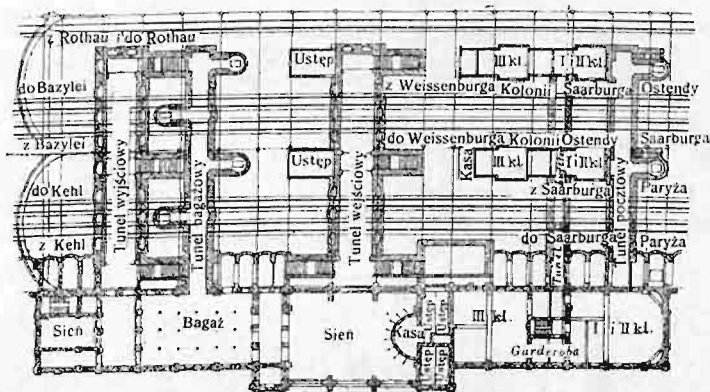 z Rothau i do Rothau
do Bazylei
z Bazylei
do Kehl
z Kehl
Tunel wyjściowy
Tunel bagażowy
Ustęp
Ustęp
Tunel wejściowy
III kl.
I i II kl.
z Weissenburga Kolonii Saarburga Ostendy
do Weissenburga Kolonii Ostendy Saarburga
Kasa
III kl.
I i II kl.
z Saarburga Paryża
do Saarburga Paryża
Tunel
Tunel pocztowy
Sień
Bagaż
Sień
Kasa
Ustęp
Ustęp
Ustęp
Ustęp
III kl.
I i II kl.
Garderoba